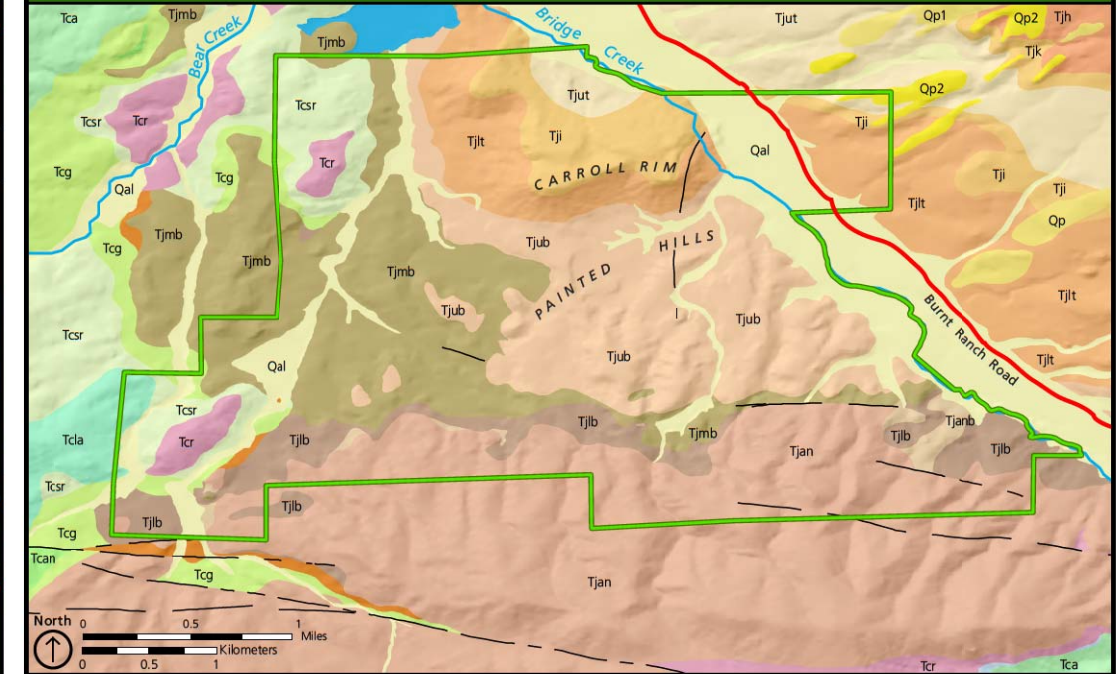 Tca
Tjmb
Bear Creek
Tjmb
Bridge Creek
Tjut
Qp1
Qp2
Tjh
Tjk
Qp2
Tcsr
Tcr
Tcsr
Tjut
Tjlt
Tji
Tji
Qal
Tcr
Tcg
Tcg
CARROLL RIM
Qal
Tji
Tji
Tjlt
Qp
Tjmb
Tcg
Tjmb
Tjmb
Tjub
PAINTED HILLS
Tjlt
Tjub
Tjub
Burnt Ranch Road
Tcsr
Tjub
Tjlt
Qal
Tcsr
Tcr
Tcla
Tjlb
Tjlb
Tjmb
Tjan
Tjlb
Tjanb
Tjlb
Tcsr
Tjlb
Tjlb
Tcg
Tcan
Tcg
Tjan
North
0 0.5 1
Miles
Kilometers
0 0.5 1
Tcr
Tca